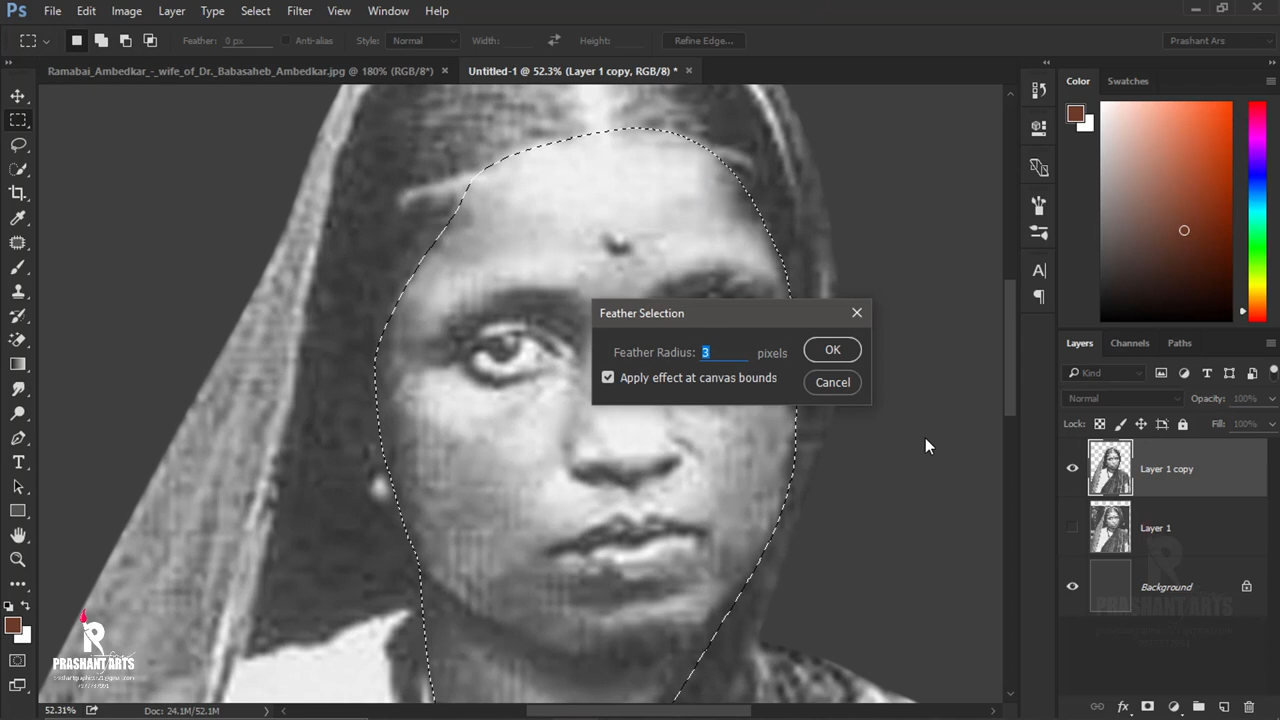 Ps File Edit Image Layer Type Select Filter View Window Help
Feather: 0 px Anti-alias Style: Normal Width: Height: Refine Edge... Prashant Ars
Ramabai_Ambedkar_-_wife_of_Dr._Babasaheb_Ambedkar.jpg @ 180% (RGB/8*) × Untitled-1 @ 52.3% (Layer 1 copy, RGB/8) * ×
Color Swatches
Feather Selection
Feather Radius: 3 pixels
OK
Apply effect at canvas bounds
Cancel
Layers Channels Paths
Kind
Normal Opacity: 100%
Lock: Fill: 100%
Layer 1 copy
Layer 1
Background
PRASHANT ARTS
PRASHANT ARTS
7977787991
52.31% Doc: 24.1M/52.1M